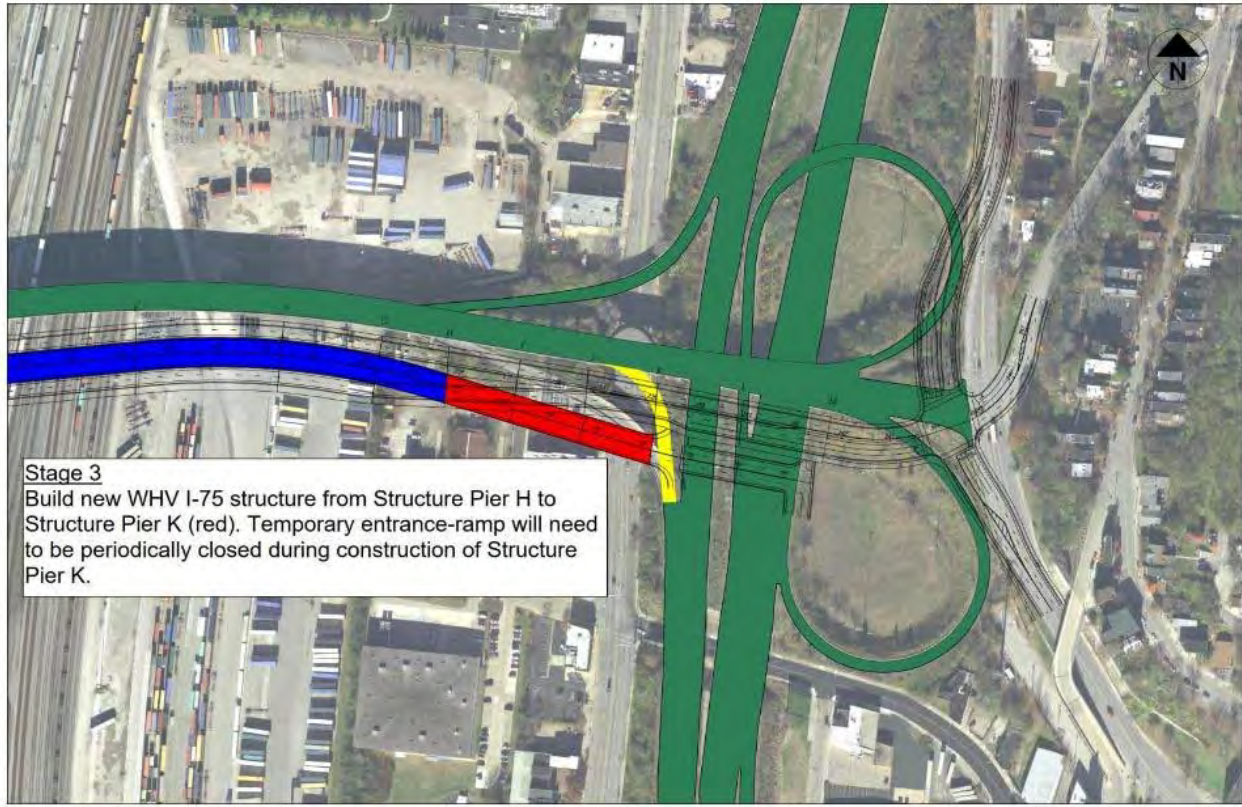 N
Stage 3
Build new WHV I-75 structure from Structure Pier H to
Structure Pier K (red). Temporary entrance-ramp will need
to be periodically closed during construction of Structure
Pier K.